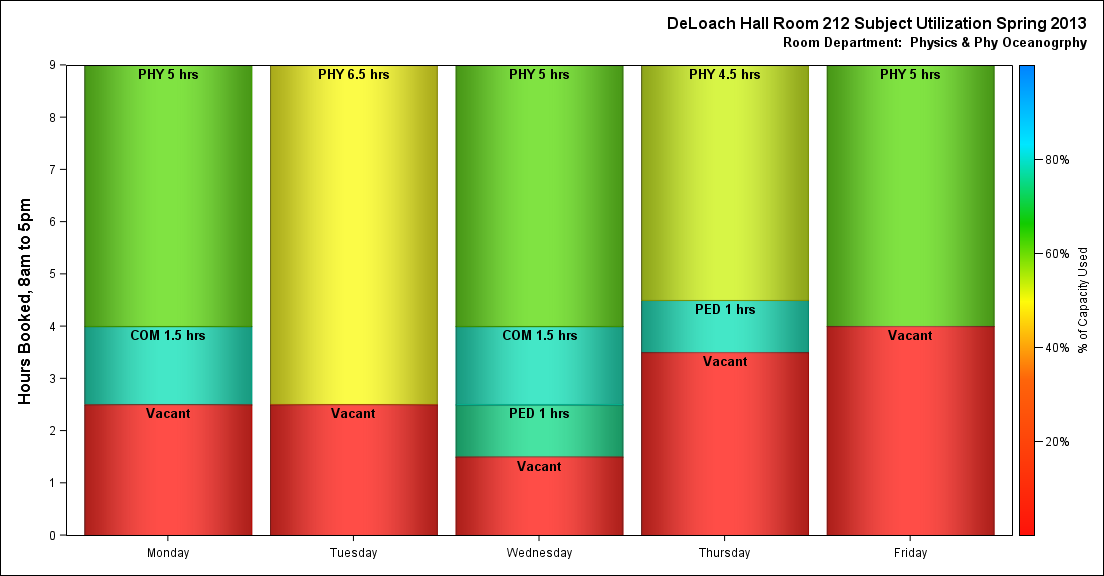 DeLoach Hall Room 212 Subject Utilization Spring 2013
Room Department: Physics & Phy Oceanogrphy
Hours Booked, 8am to 5pm
9
8
7
6
5
4
3
2
1
0
PHY 5 hrs
COM 1.5 hrs
Vacant
PHY 6.5 hrs
Vacant
PHY 5 hrs
COM 1.5 hrs
PED 1 hrs
Vacant
PHY 4.5 hrs
PED 1 hrs
Vacant
PHY 5 hrs
Vacant
Monday
Tuesday
Wednesday
Thursday
Friday
80%
60%
40%
20%
% of Capacity Used